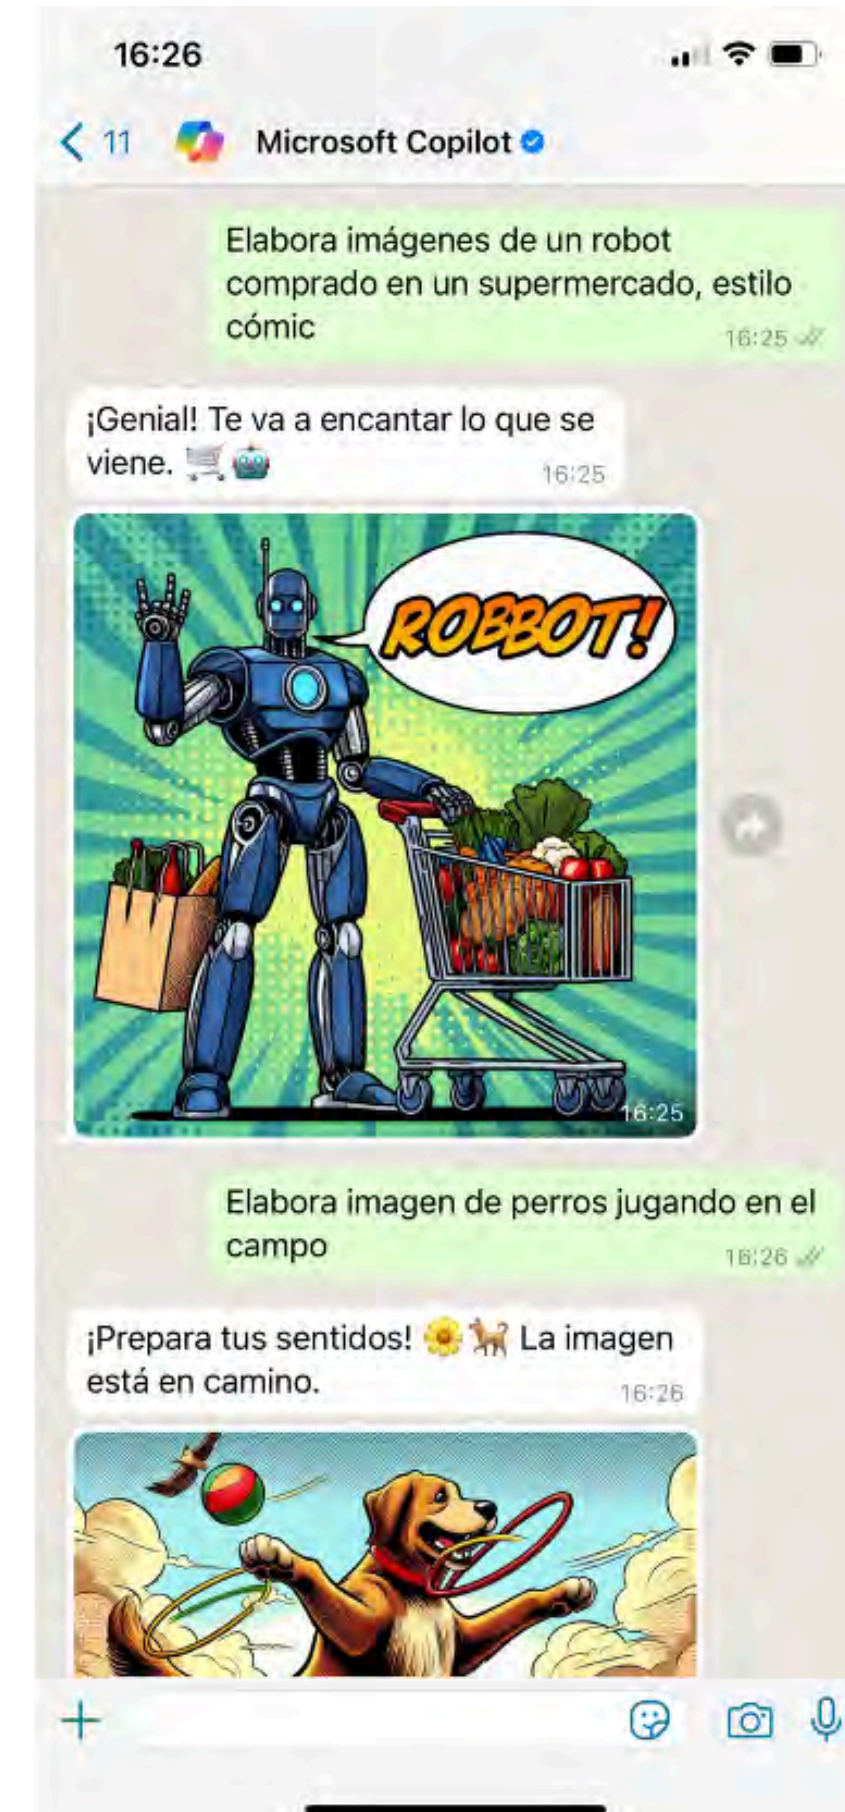 16:26
11 Microsoft Copilot
Elabora imágenes de un robot
comprado en un supermercado, estilo
cómic
16:25
¡Genial! Te va a encantar lo que se
viene.
16:25
ROBBOT!
16:25
Elabora imagen de perros jugando en el
campo
16:26
¡Prepara tus sentidos! La imagen
está en camino.
16:26